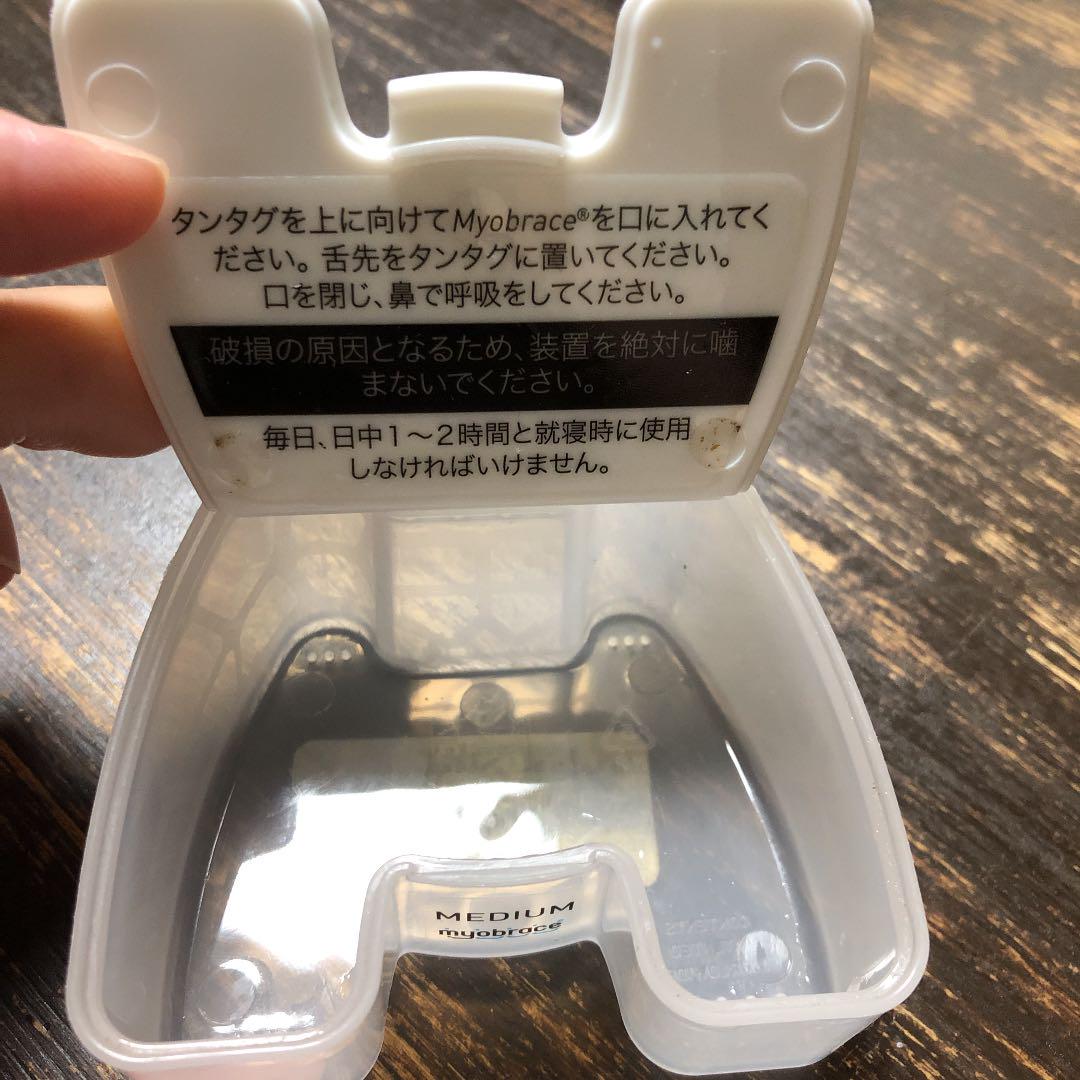 タンタグを上に向けてMyobrace®を口に入れてく
ださい。舌先をタンタグに置いてください。
口を閉じ、鼻で呼吸をしてください。
破損の原因となるため、装置を絶対に噛
まないでください。
毎日、日中1～2時間と就寝時に使用
しなければいけません。
MEDIUM
myobrace